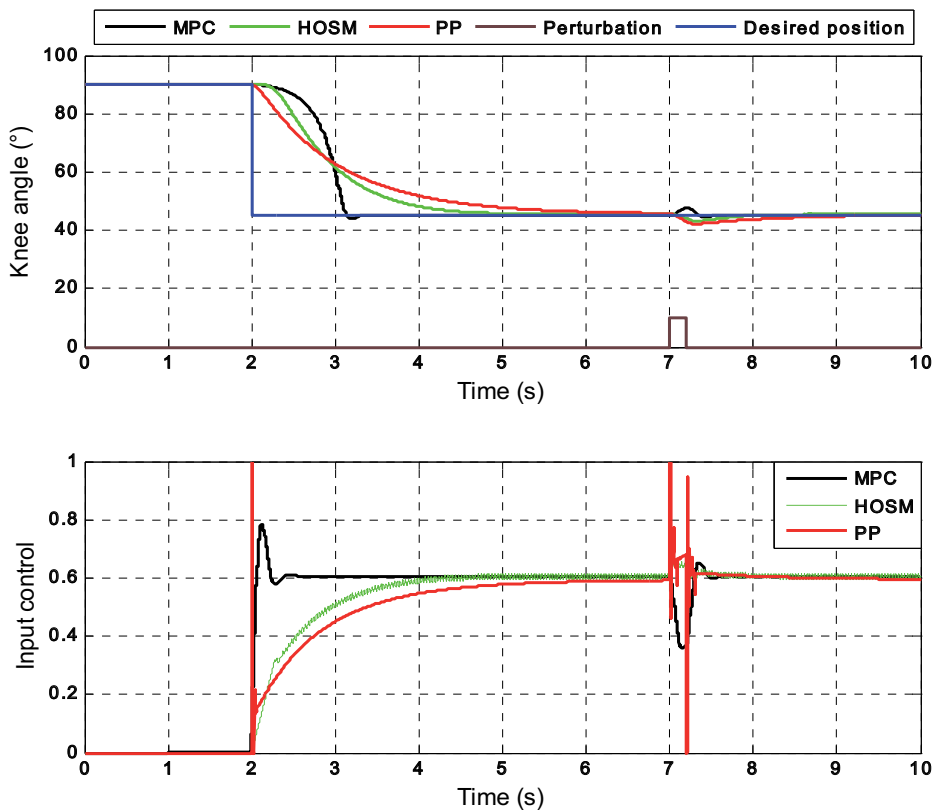 MPC HOSM PP Perturbation Desired position
100
80
60
40
20
0
Knee angle (°)
0 1 2 3 4 5 6 7 8 9 10
Time (s)
1
0.8
0.6
0.4
0.2
0
Input control
MPC
HOSM
PP
0 1 2 3 4 5 6 7 8 9 10
Time (s)